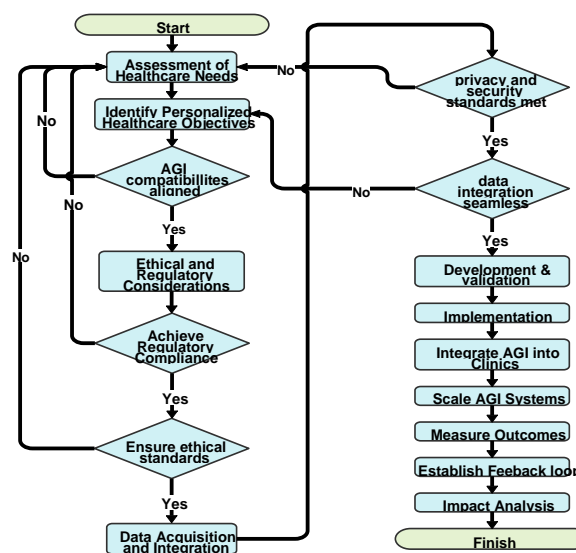 Start
Assessment of
Healthcare Needs
Identify Personalized
Healthcare Objectives
No
AGI
compatibillites
aligned
No
Yes
No
Ethical and
Regulatory
Considerations
Achieve
Regulatory
Compliance
Yes
Ensure ethical
standards
Yes
Data Acquisition
and Integration
No
privacy and
security
standards met
Yes
No
data
integration
seamless
Yes
Development &
validation
Implementation
Integrate AGI into
Clinics
Scale AGI Systems
Measure Outcomes
Establish Feeback loop
Impact Analysis
Finish